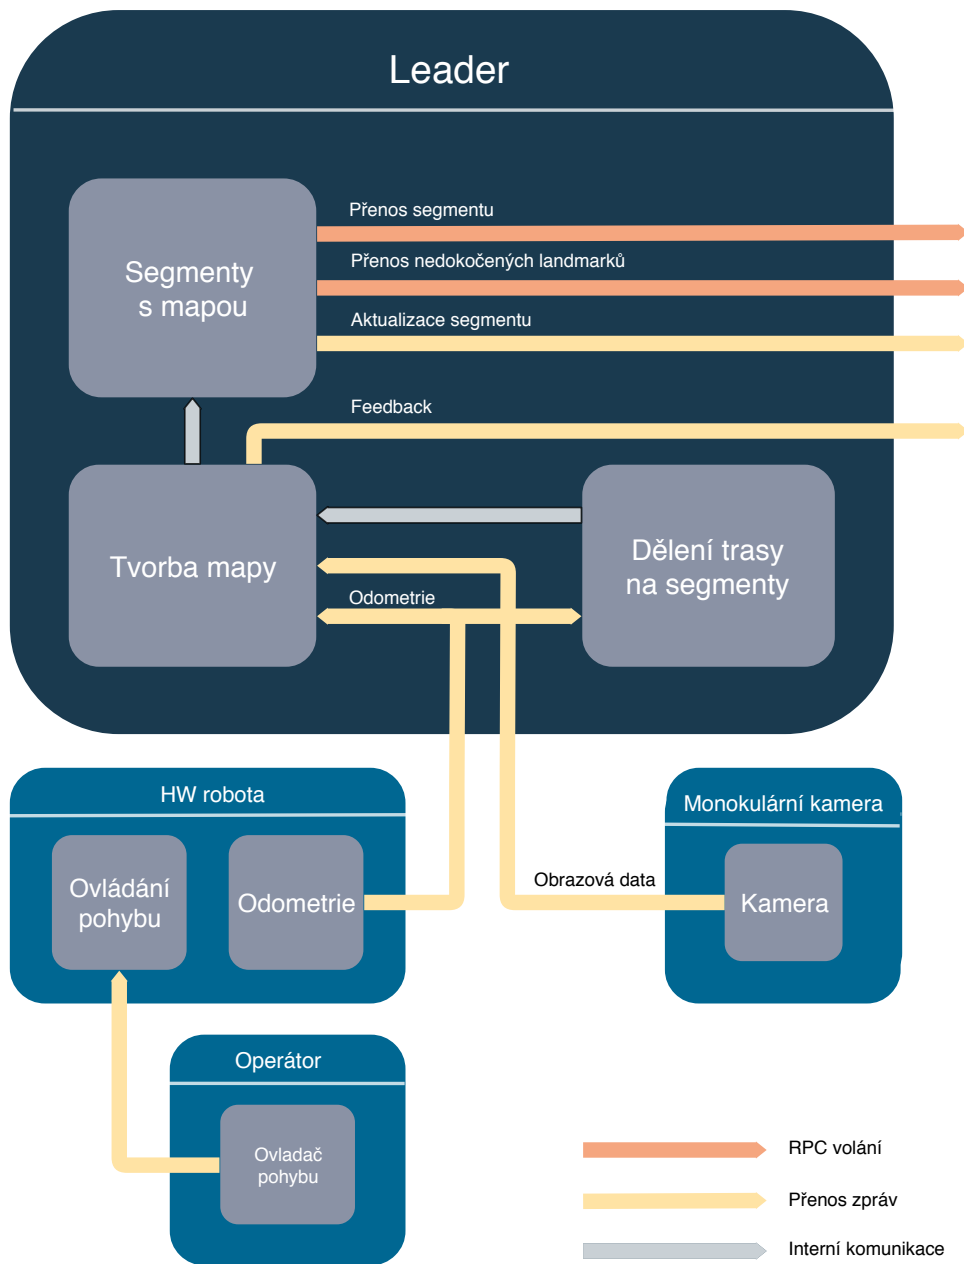 Leader
Přenos segmentu
Segmenty
s mapou
Přenos nedokočených landmarků
Aktualizace segmentu
Feedback
Tvorba mapy
Dělení trasy
na segmenty
Odometrie
HW robota
Monokulární kamera
Ovládání
pohybu
Odometrie
Obrazová data
Kamera
Operátor
Ovladač
pohybu
RPC volání
Přenos zpráv
Interní komunikace